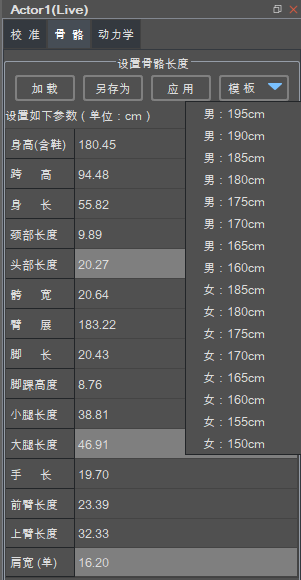 Actor1(Live)
校 准 骨 骼 动力学
设置骨骼长度
加 载 另存为 应 用 模 板
设置如下参数 ( 单位 : cm )
男 : 195cm
男 : 190cm
男 : 185cm
男 : 180cm
男 : 175cm
男 : 170cm
男 : 165cm
男 : 160cm
女 : 185cm
女 : 180cm
女 : 175cm
女 : 170cm
女 : 165cm
女 : 160cm
女 : 155cm
女 : 150cm
身高(含鞋) 180.45
跨 高 94.48
身 长 55.82
颈部长度 9.89
头部长度 20.27
骻 宽 20.64
臂 展 183.22
脚 长 20.43
脚踝高度 8.76
小腿长度 38.81
大腿长度 46.91
手 长 19.70
前臂长度 23.39
上臂长度 32.33
肩宽 (单) 16.20